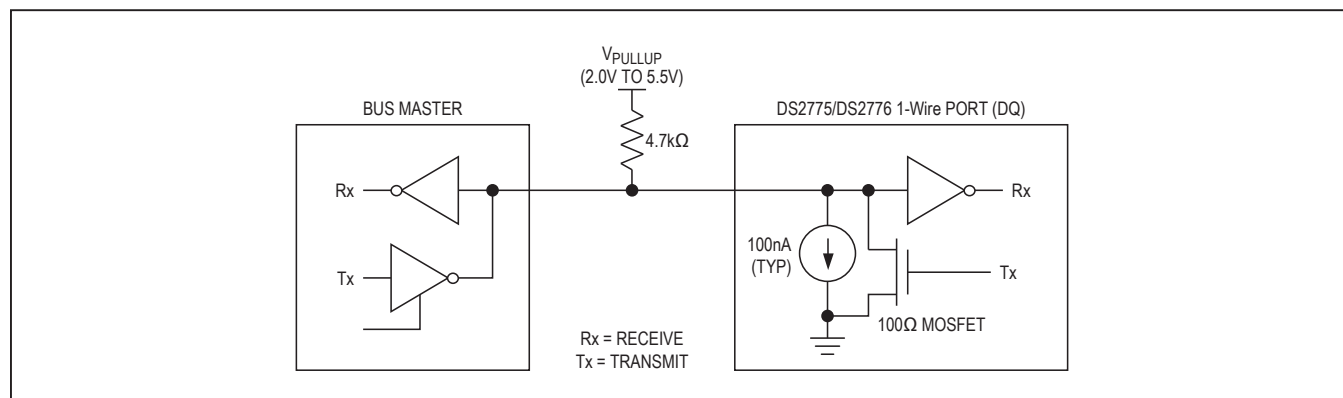 VPULLUP
(2.0V TO 5.5V)
BUS MASTER
DS2775/DS2776 1-Wire PORT (DQ)
4.7kΩ
Rx
Rx
100nA
(TYP)
Tx
Tx
100Ω MOSFET
Rx = RECEIVE
Tx = TRANSMIT